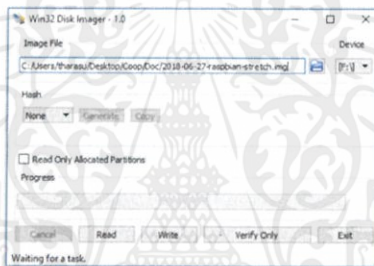 Win32 Disk Imager - 1.0
Image File
Device
C:/Users/tharasu/Desktop/Coop/Doc/2018-06-27-raspbian-stretch.img
[F:\]
Hash
None
Generate
Copy
Read Only Allocated Partitions
Progress
Cancel
Read
Write
Verify Only
Exit
Waiting for a task.